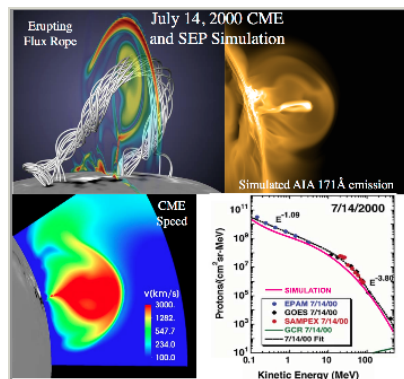 Erupting
Flux Rope
July 14, 2000 CME
and SEP Simulation
Simulated AIA 171Å emission
CME
Speed
v(km/s)
3000.
1282.
547.7
234.0
100.0
Protons/(cm²sr-MeV)
10¹¹
10⁹
10⁷
10⁵
10³
10¹
7/14/2000
E⁻¹·⁰⁹
E⁻³·⁸⁰
SIMULATION
EPAM 7/14/00
GOES 7/14/00
SAMPEX 7/14/00
GCR 7/14/00
7/14/00 Fit
0.1
1
10
100
Kinetic Energy (MeV)